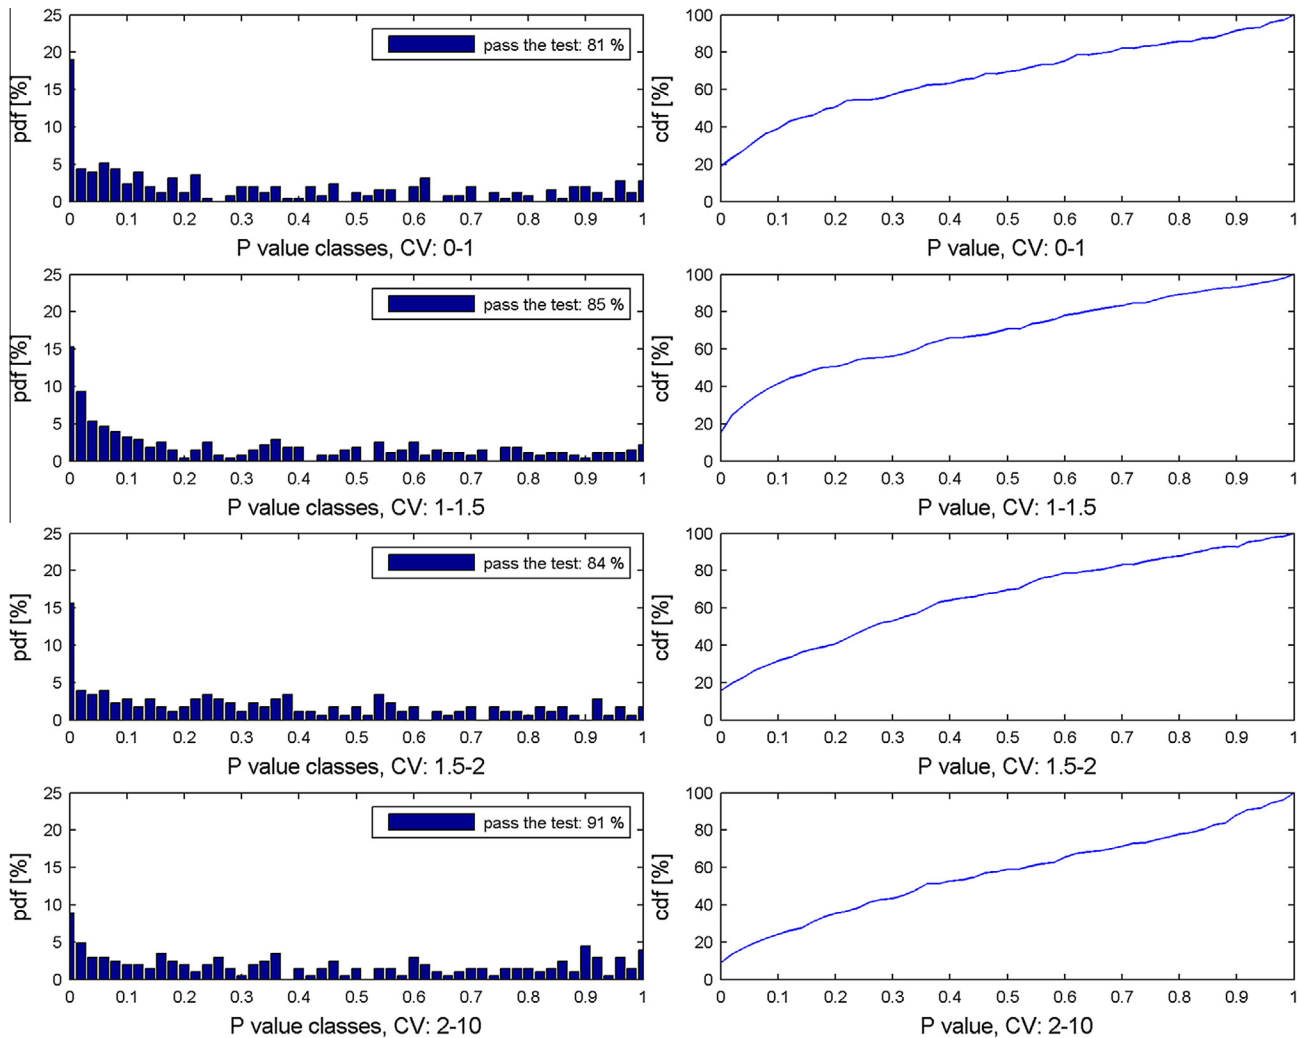 25
20
15
10
5
0
pdf [%]
pass the test: 81 %
0 0.1 0.2 0.3 0.4 0.5 0.6 0.7 0.8 0.9 1
P value classes, CV: 0-1
100
80
60
40
20
0
cdf [%]
0 0.1 0.2 0.3 0.4 0.5 0.6 0.7 0.8 0.9 1
P value, CV: 0-1
25
20
15
10
5
0
pdf [%]
pass the test: 85 %
0 0.1 0.2 0.3 0.4 0.5 0.6 0.7 0.8 0.9 1
P value classes, CV: 1-1.5
100
80
60
40
20
0
cdf [%]
0 0.1 0.2 0.3 0.4 0.5 0.6 0.7 0.8 0.9 1
P value, CV: 1-1.5
25
20
15
10
5
0
pdf [%]
pass the test: 84 %
0 0.1 0.2 0.3 0.4 0.5 0.6 0.7 0.8 0.9 1
P value classes, CV: 1.5-2
100
80
60
40
20
0
cdf [%]
0 0.1 0.2 0.3 0.4 0.5 0.6 0.7 0.8 0.9 1
P value, CV: 1.5-2
25
20
15
10
5
0
pdf [%]
pass the test: 91 %
0 0.1 0.2 0.3 0.4 0.5 0.6 0.7 0.8 0.9 1
P value classes, CV: 2-10
100
80
60
40
20
0
cdf [%]
0 0.1 0.2 0.3 0.4 0.5 0.6 0.7 0.8 0.9 1
P value, CV: 2-10